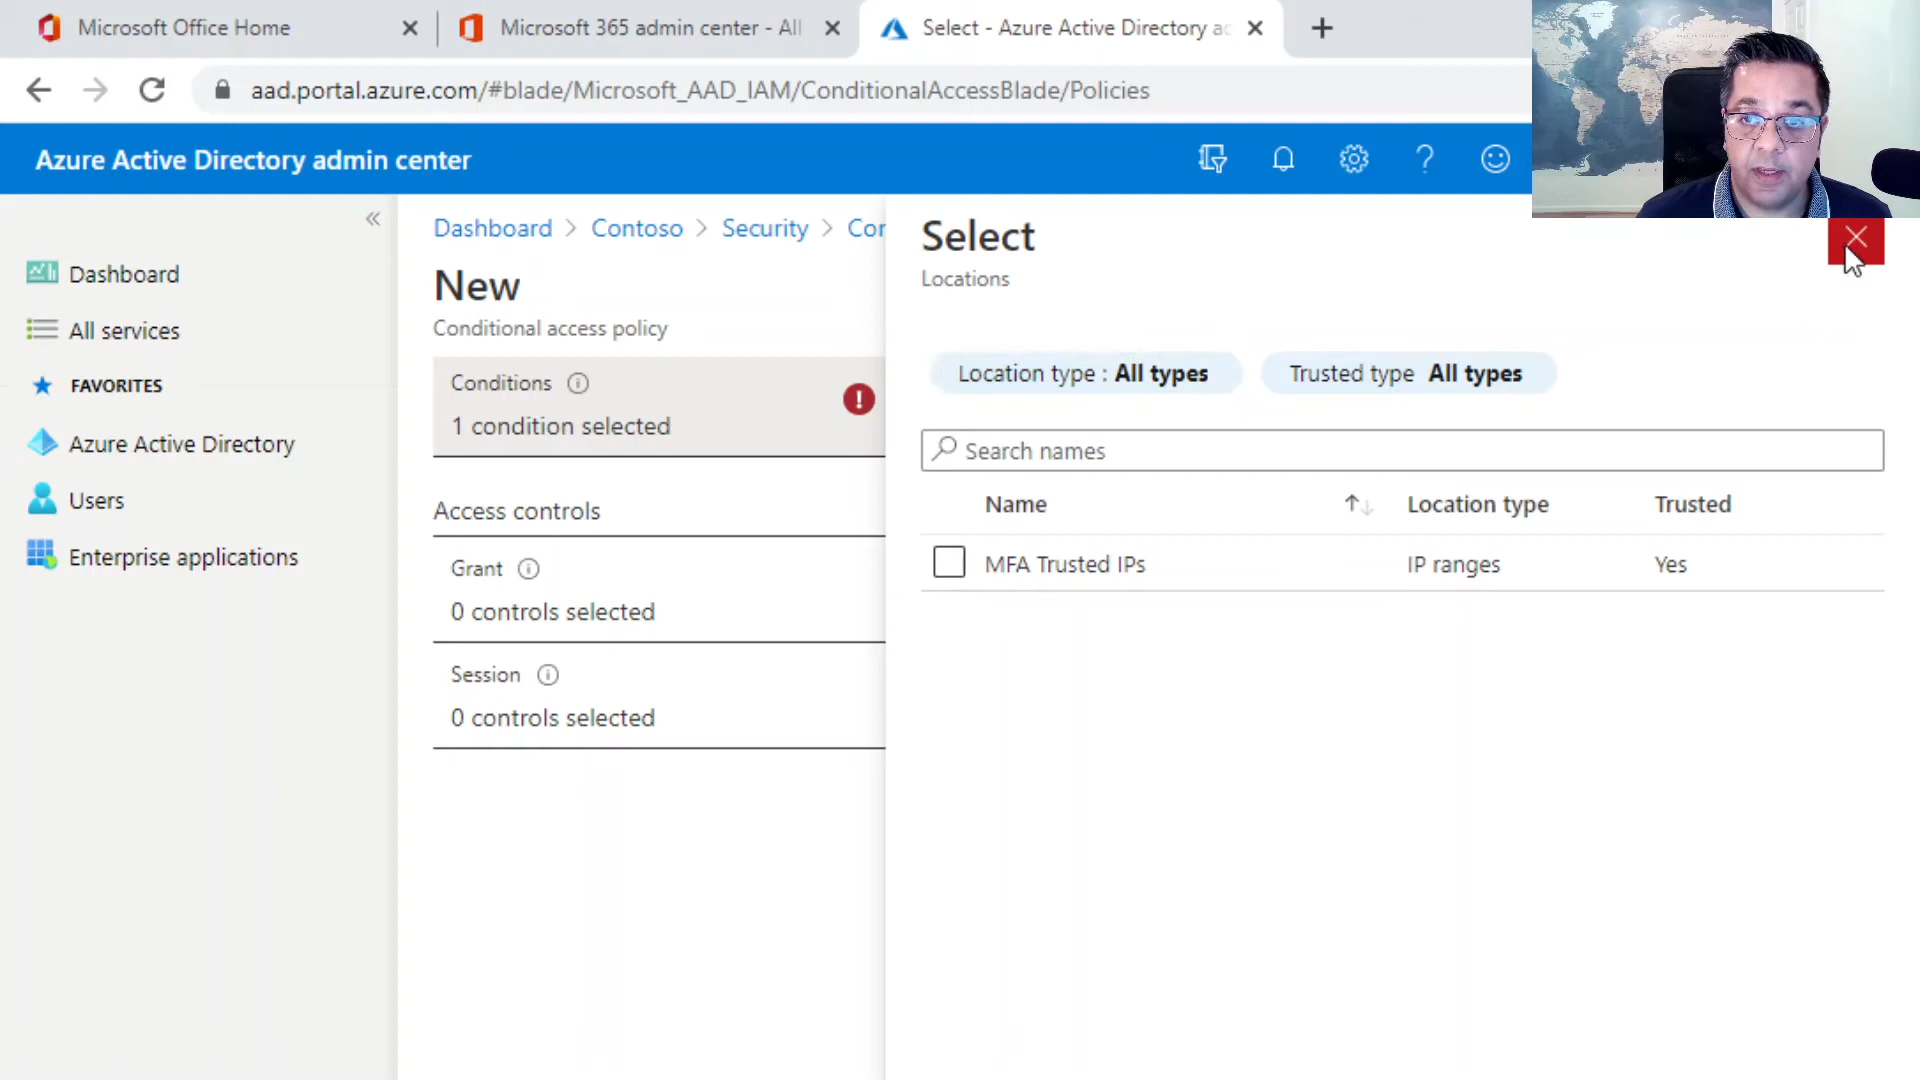 Microsoft Office Home
Microsoft 365 admin center - All
Select - Azure Active Directory ac
aad.portal.azure.com/#blade/Microsoft_AAD_IAM/ConditionalAccessBlade/Policies
Azure Active Directory admin center
Dashboard
All services
FAVORITES
Azure Active Directory
Users
Enterprise applications
Dashboard > Contoso > Security > Con
New
Conditional access policy
Conditions
1 condition selected
Access controls
Grant
0 controls selected
Session
0 controls selected
Select
Locations
Location type : All types
Trusted type All types
Search names
Name Location type Trusted
MFA Trusted IPs IP ranges Yes